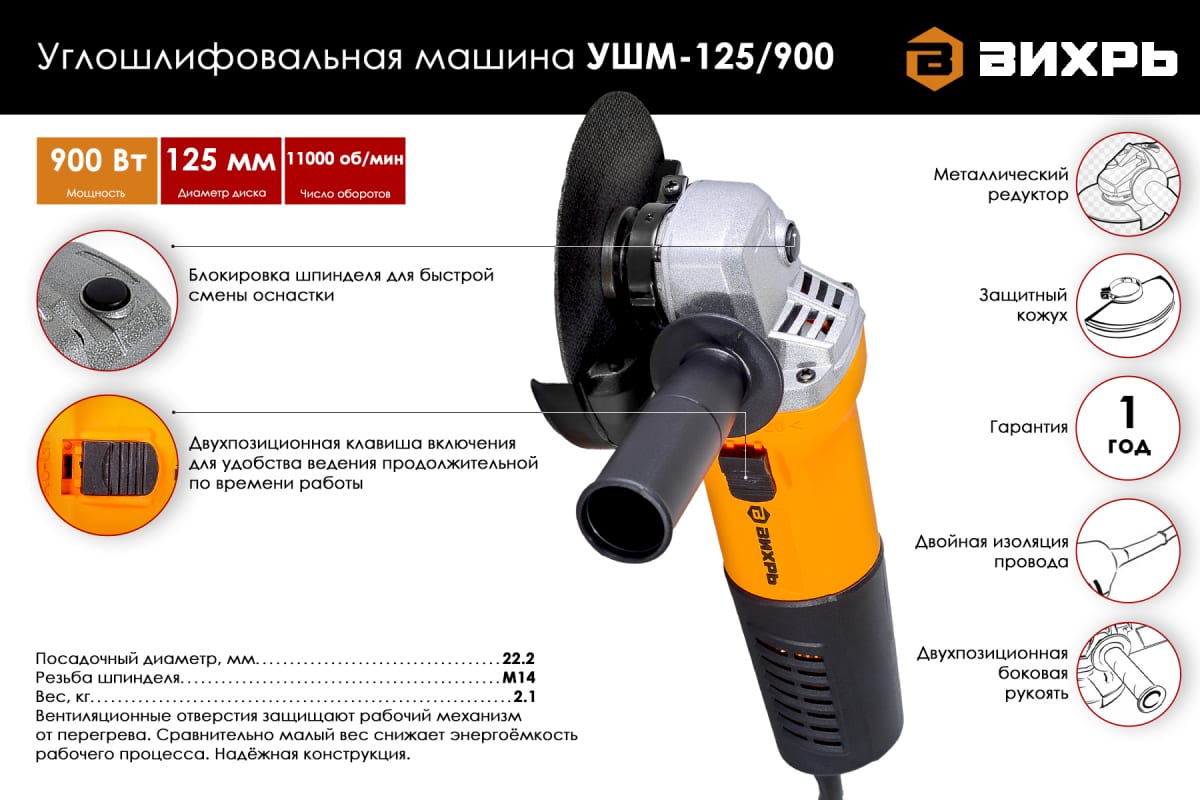 Углошлифовальная машина УШМ-125/900
ВИХРЬ
900 Вт
Мощность
125 мм
Диаметр диска
11000 об/мин
Число оборотов
Блокировка шпинделя для быстрой
смены оснастки
Двухпозиционная клавиша включения
для удобства ведения продолжительной
по времени работы
ВИХРЬ
Металлический
редуктор
Защитный
кожух
Гарантия
1
год
Двойная изоляция
провода
Двухпозиционная
боковая
рукоять
Посадочный диаметр, мм.......................................22.2
Резьба шпинделя................................................М14
Вес, кг..............................................................2.1
Вентиляционные отверстия защищают рабочий механизм
от перегрева. Сравнительно малый вес снижает энергоёмкость
рабочего процесса. Надёжная конструкция.